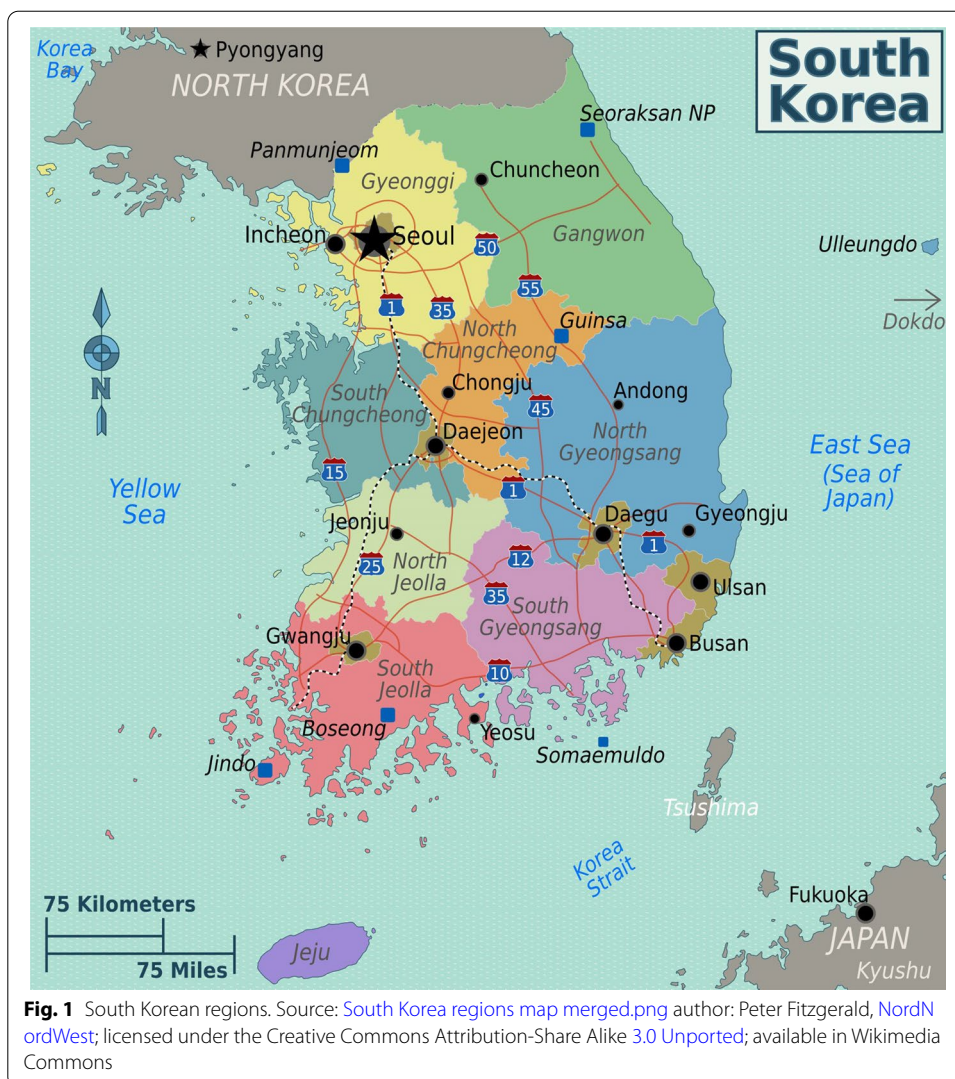 Korea
Bay
Pyongyang
NORTH KOREA
South
Korea
Seoraksan NP
Panmunjeom
Gyeonggi
Chuncheon
Incheon
Seoul
50
Gangwon
Ulleungdo
55
1
35
Dokdo
North
Chungcheong
Guinsa
N
South
Chungcheong
Chongju
45
Andong
Daejeon
North
Gyeongsang
East Sea
(Sea of
Japan)
15
Yellow
Sea
1
Jeonju
Daegu
Gyeongju
1
12
25
North
Jeolla
35
South
Gyeongsang
Ulsan
Gwangju
Busan
South
Jeolla
10
Boseong
Yeosu
Somaemuldo
Jindo
Tsushima
Korea
Strait
75 Kilometers
75 Miles
Jeju
Fukuoka
JAPAN
Kyushu
Fig. 1 South Korean regions. Source: South Korea regions map merged.png author: Peter Fitzgerald, NordN
ordWest; licensed under the Creative Commons Attribution-Share Alike 3.0 Unported; available in Wikimedia
Commons